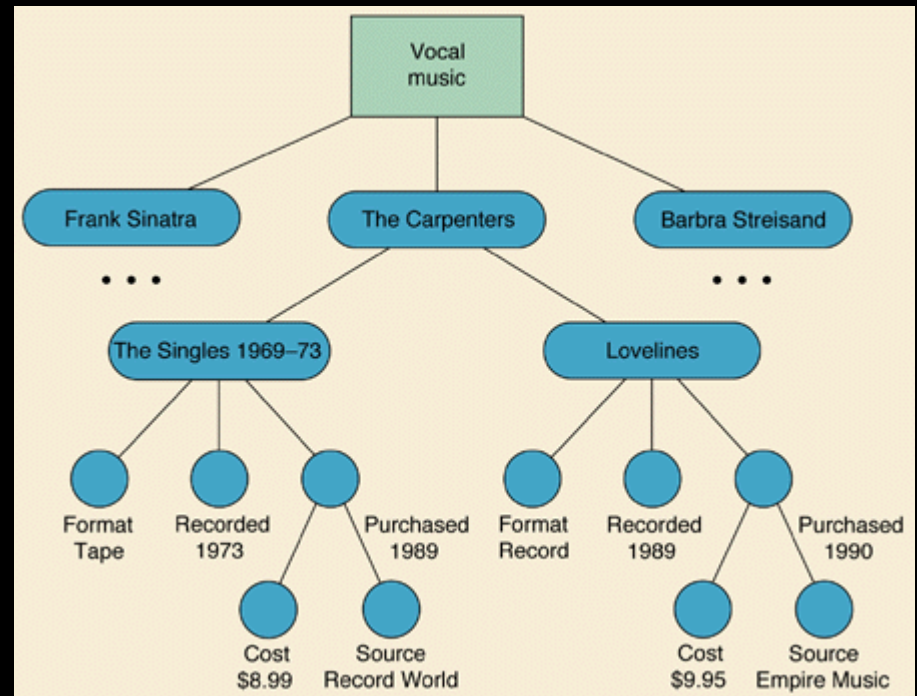 Vocal
music
Frank Sinatra
The Carpenters
Barbra Streisand
The Singles 1969–73
Lovelines
Format
Tape
Recorded
1973
Purchased
1989
Format
Record
Recorded
1989
Purchased
1990
Cost
$8.99
Source
Record World
Cost
$9.95
Source
Empire Music